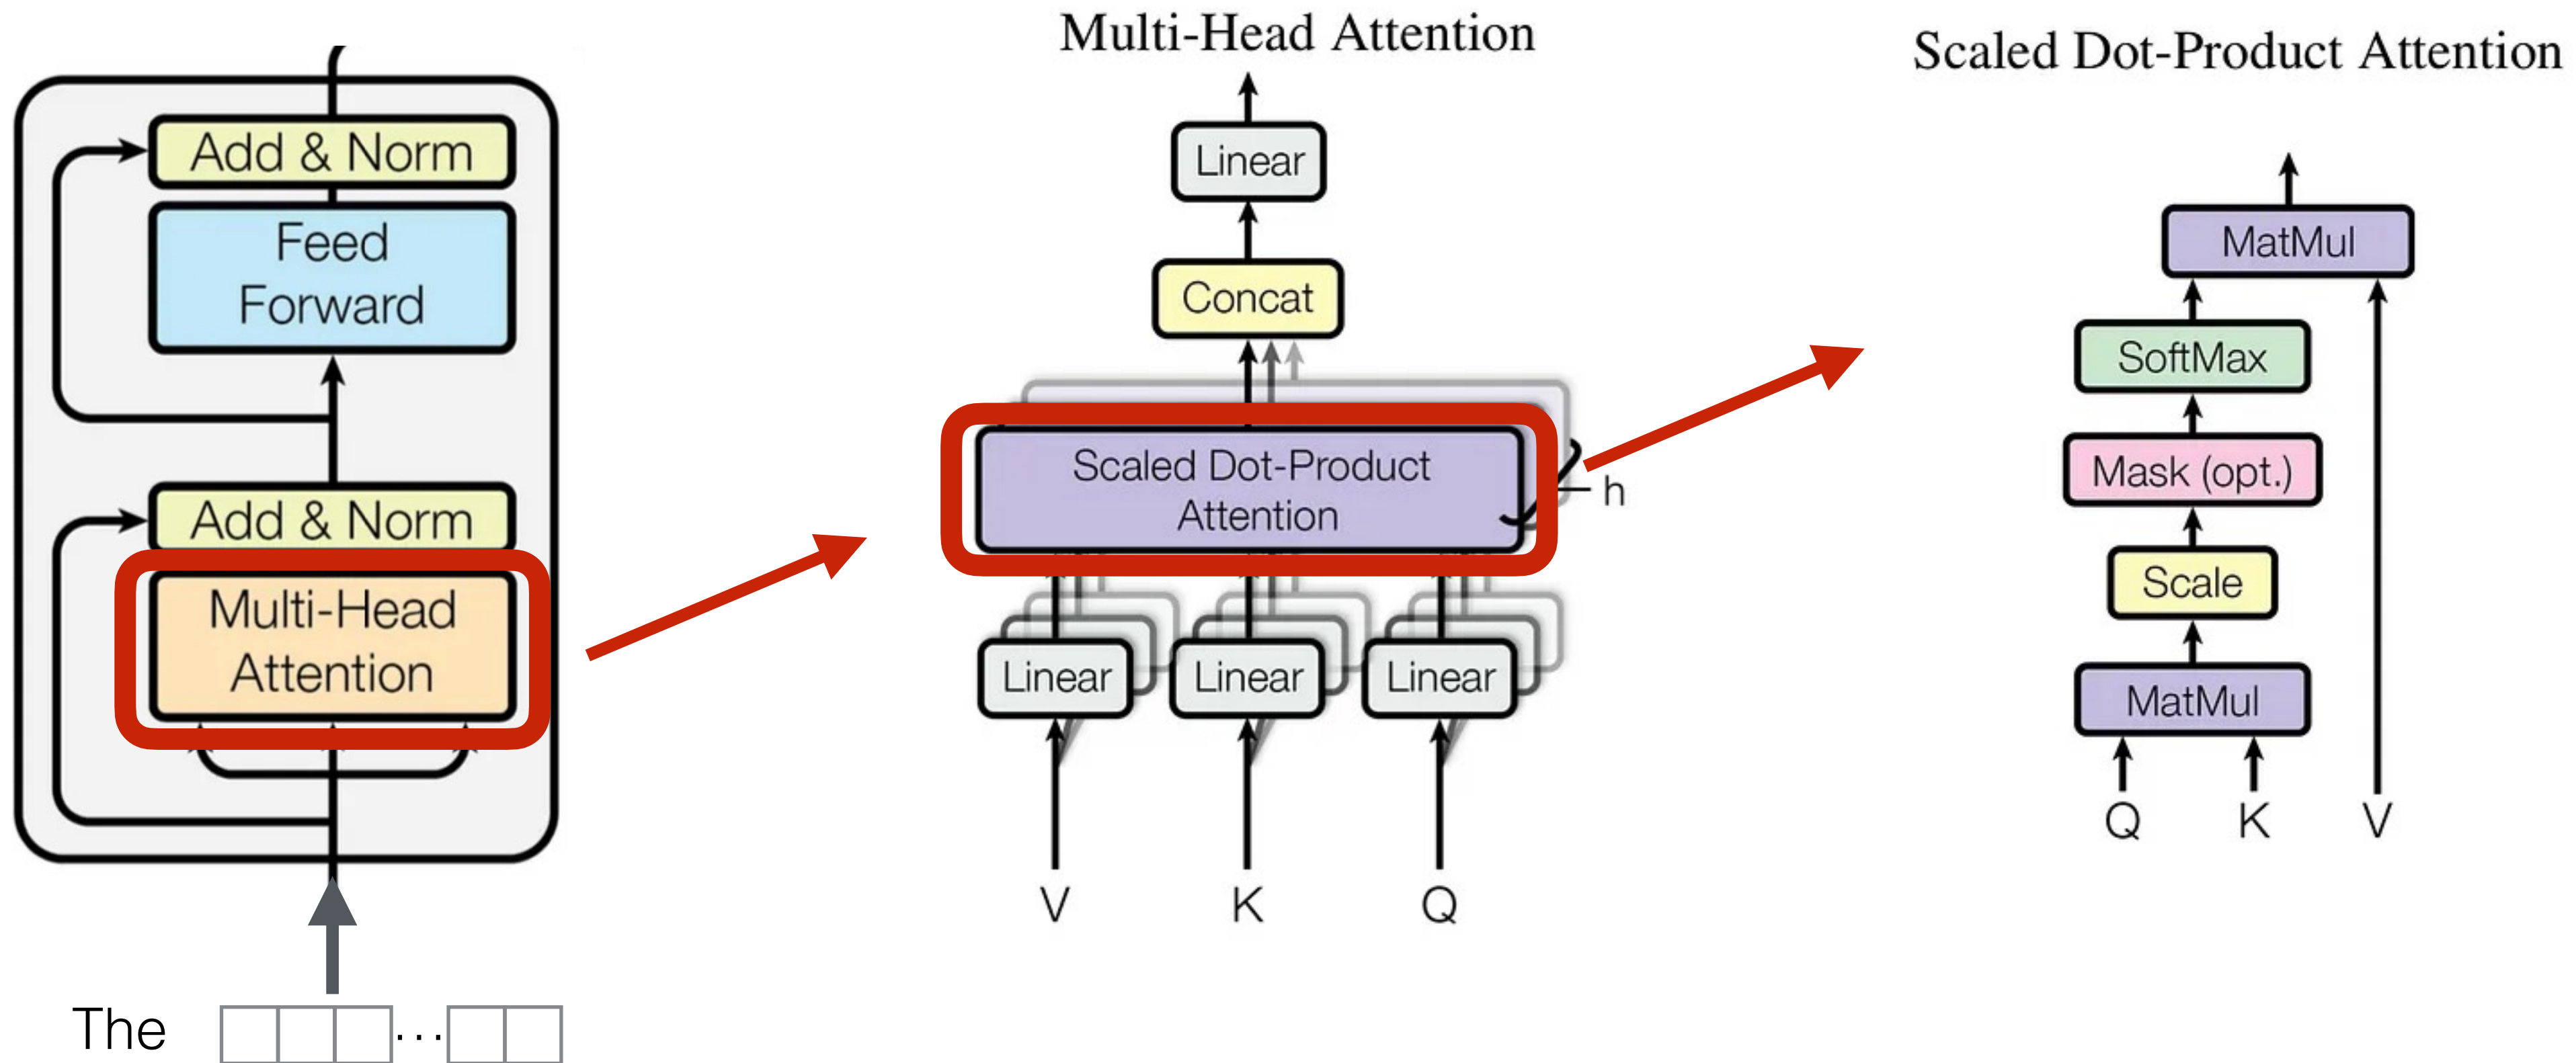 Add & Norm
Feed
Forward
Add & Norm
Multi-Head
Attention
The
...
Multi-Head Attention
Linear
Concat
Scaled Dot-Product
Attention
h
Linear
Linear
Linear
V
K
Q
Scaled Dot-Product Attention
MatMul
SoftMax
Mask (opt.)
Scale
MatMul
Q
K
V